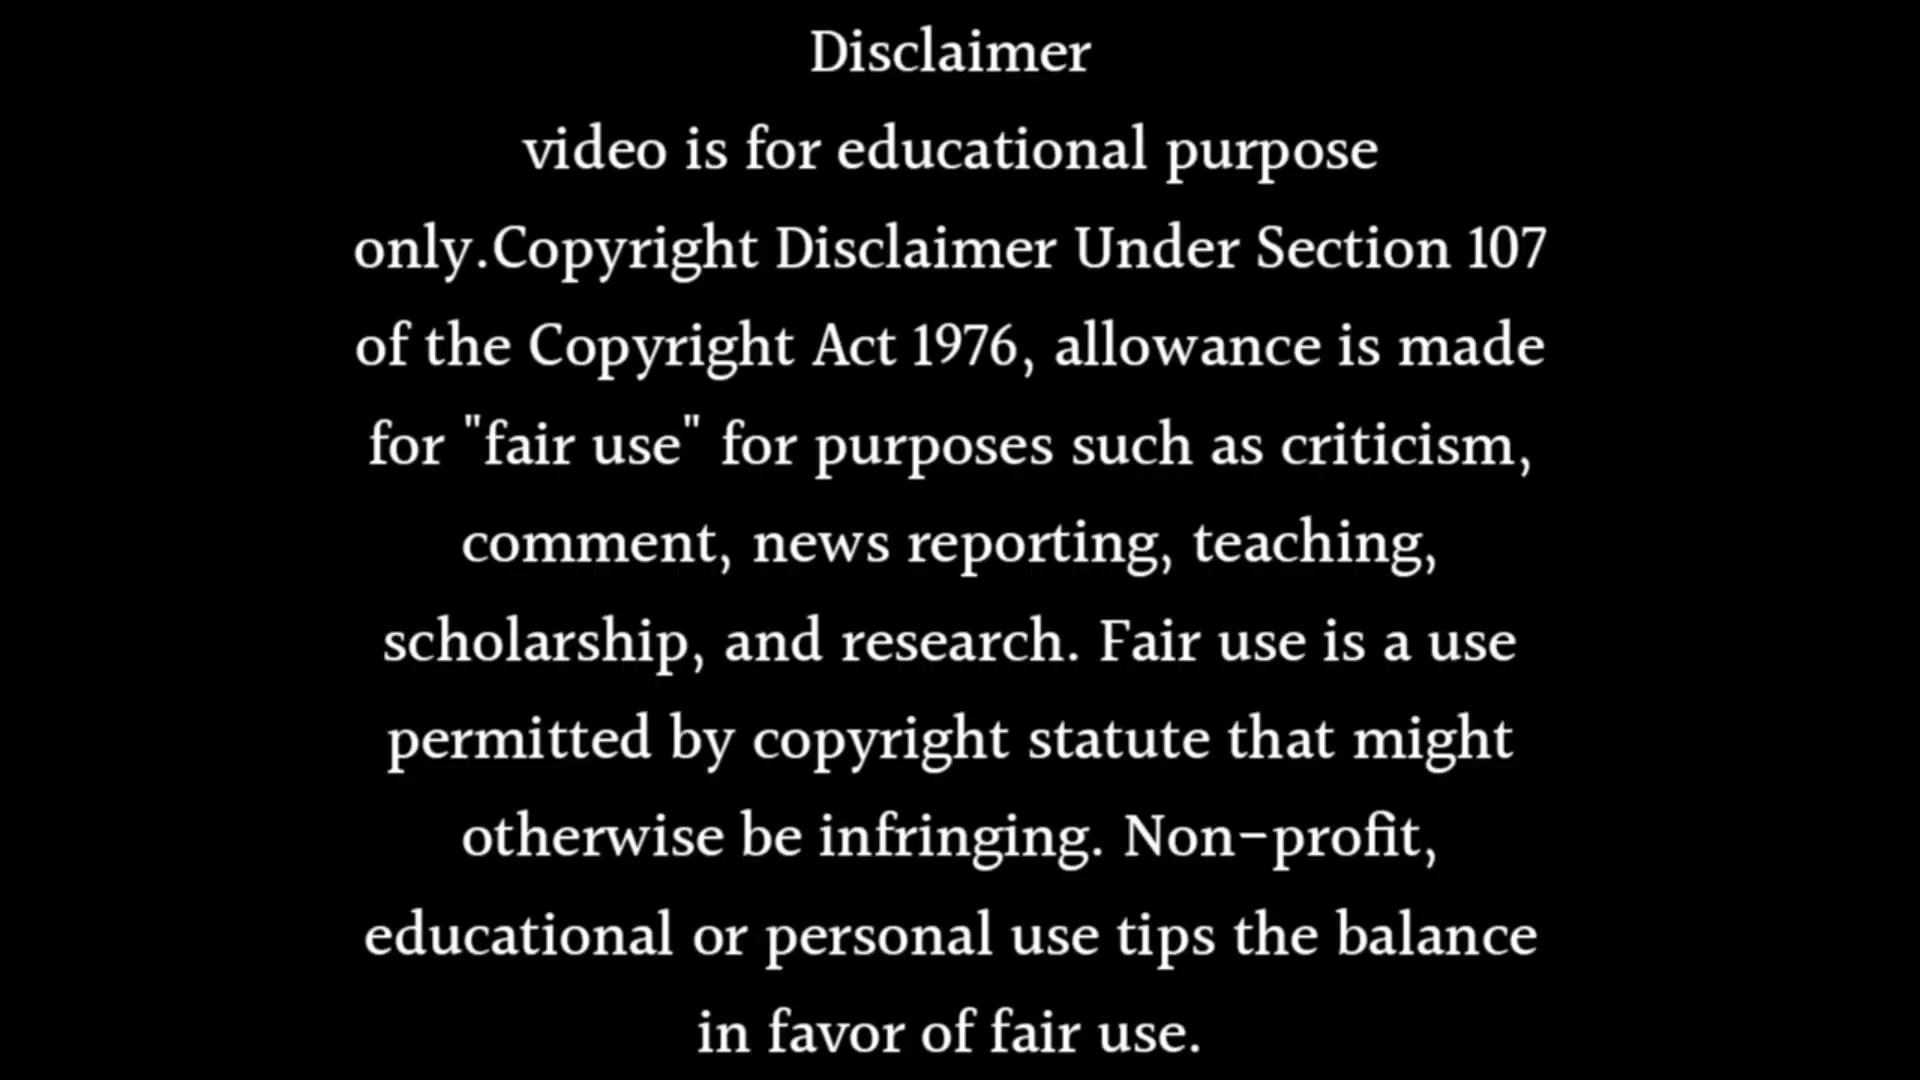 Disclaimer
video is for educational purpose
only.Copyright Disclaimer Under Section 107
of the Copyright Act 1976, allowance is made
for "fair use" for purposes such as criticism,
comment, news reporting, teaching,
scholarship, and research. Fair use is a use
permitted by copyright statute that might
otherwise be infringing. Non-profit,
educational or personal use tips the balance
in favor of fair use.